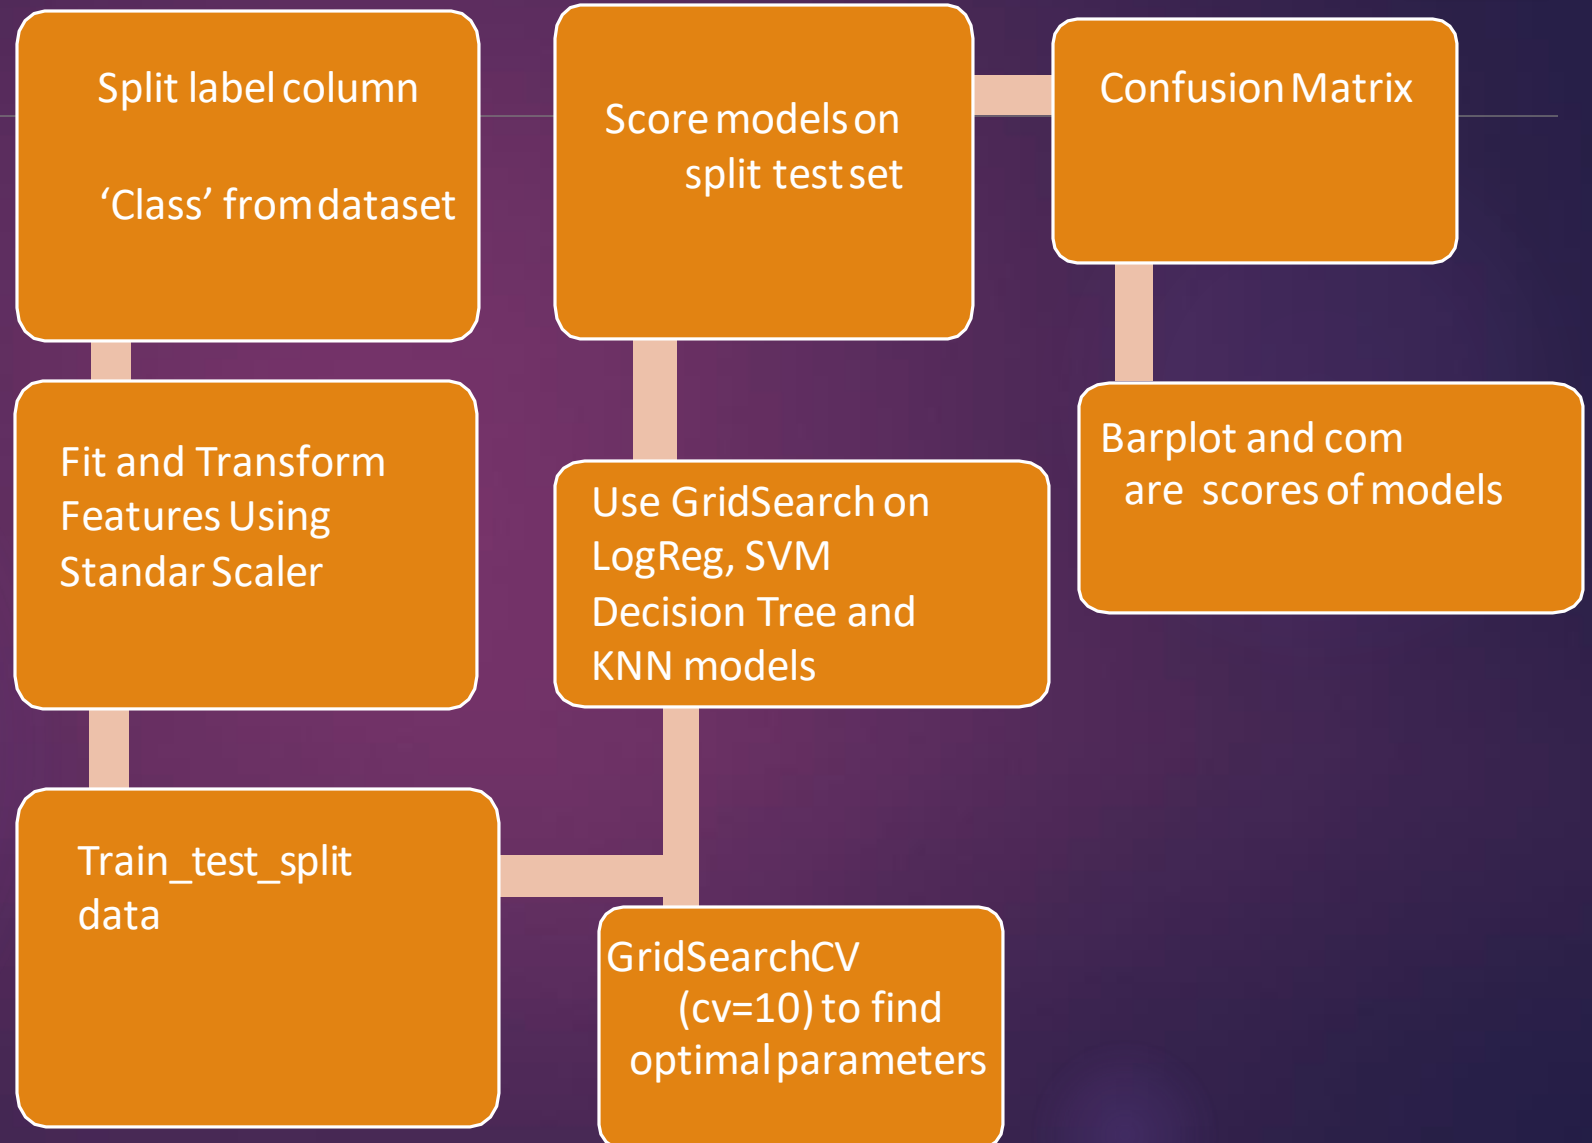 Split label column
‘Class’ from dataset
Fit and Transform
Features Using
Standar Scaler
Train_test_split
data
GridSearchCV
(cv=10) to find
optimal parameters
Use GridSearch on
LogReg, SVM
Decision Tree and
KNN models
Score models on
split test set
Confusion Matrix
Barplot and com
are scores of models